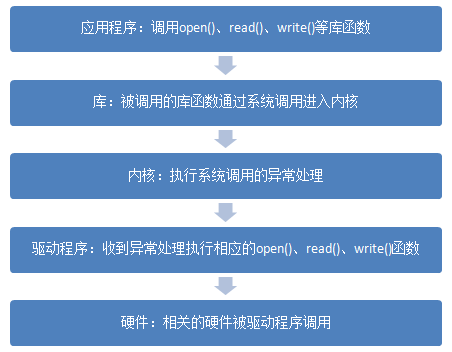 应用程序：调用open()、read()、write()等库函数
库：被调用的库函数通过系统调用进入内核
内核：执行系统调用的异常处理
驱动程序：收到异常处理执行相应的open()、read()、write()函数
硬件：相关的硬件被驱动程序调用